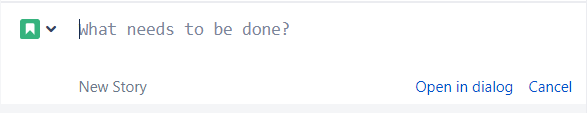 What needs to be done?
New Story Open in dialog Cancel